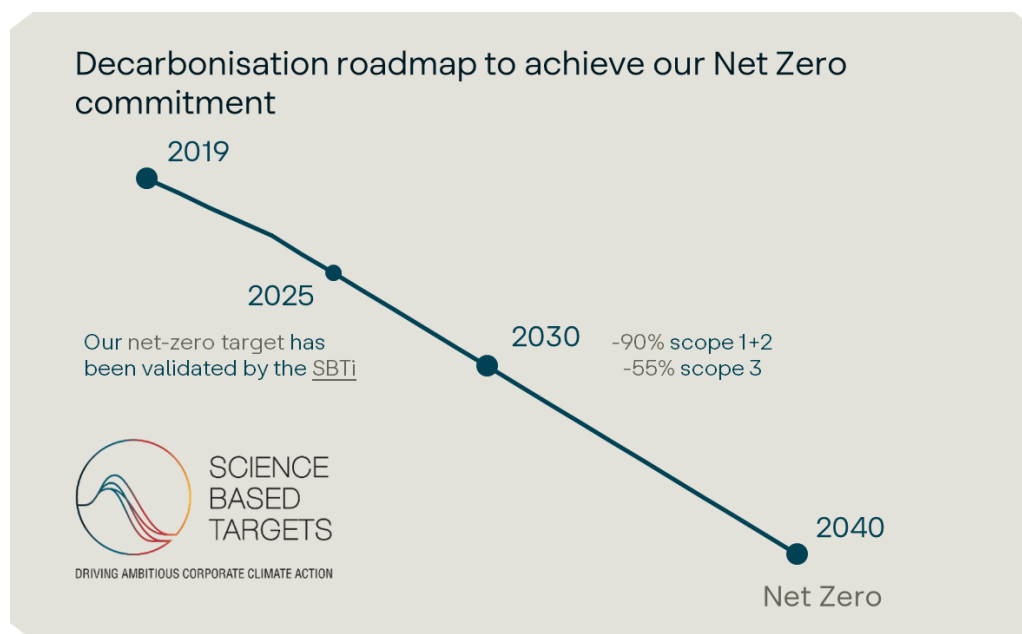 Decarbonisation roadmap to achieve our Net Zero
commitment
2019
2025
Our net-zero target has
been validated by the SBTi
2030
-90% scope 1+2
-55% scope 3
SCIENCE
BASED
TARGETS
DRIVING AMBITIOUS CORPORATE CLIMATE ACTION
2040
Net Zero